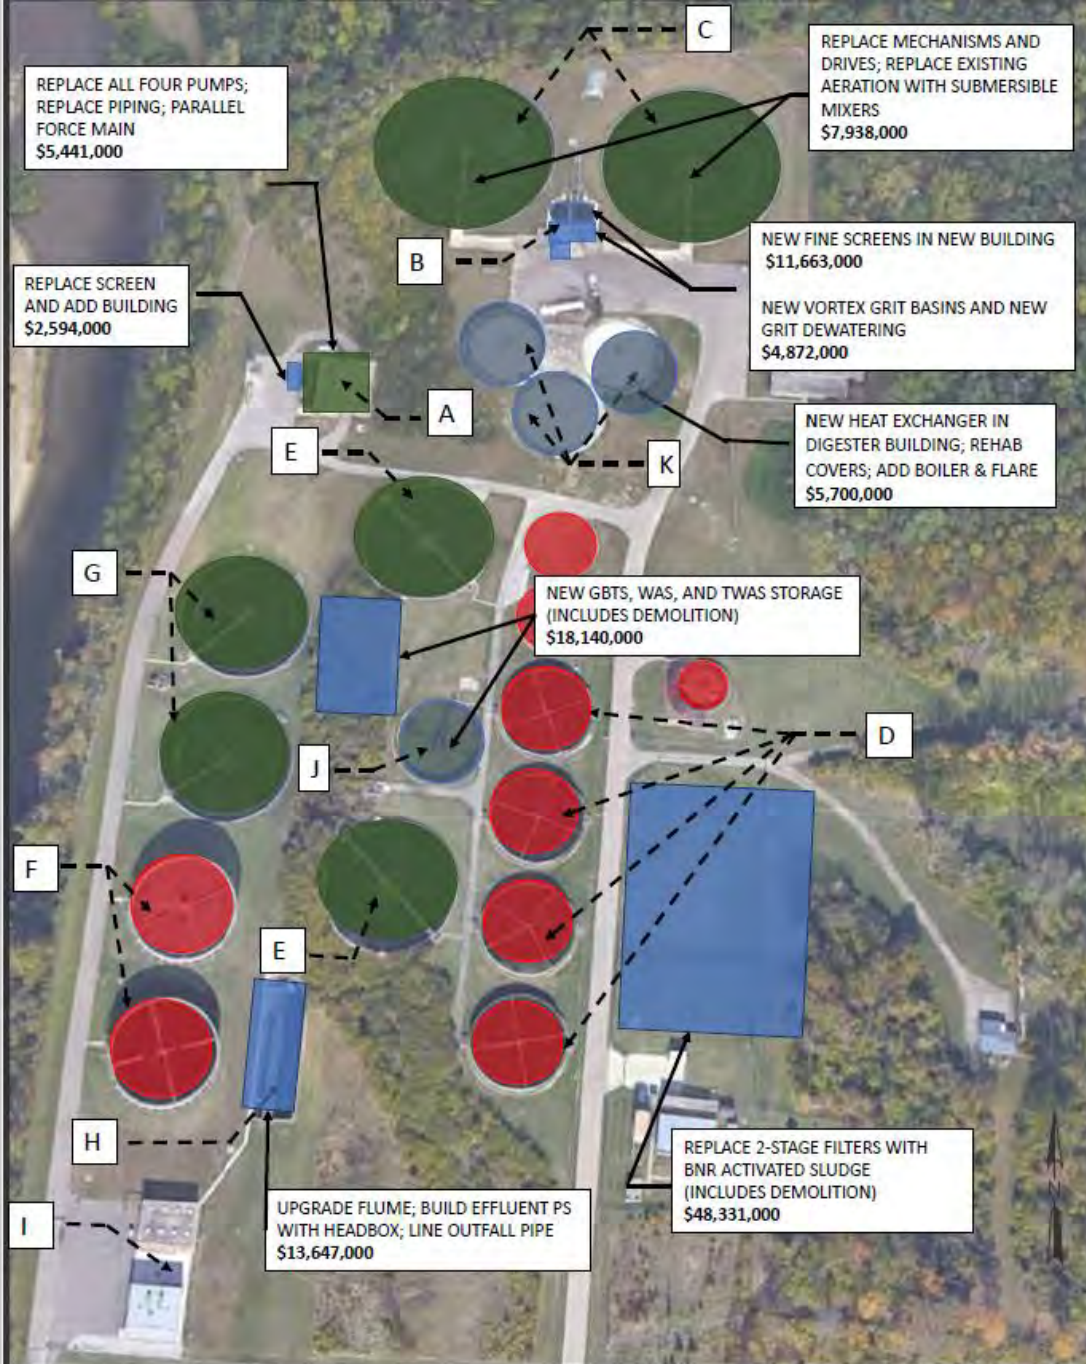 C
REPLACE MECHANISMS AND
DRIVES; REPLACE EXISTING
AERATION WITH SUBMERSIBLE
MIXERS
$7,938,000
REPLACE ALL FOUR PUMPS;
REPLACE PIPING; PARALLEL
FORCE MAIN
$5,441,000
B
NEW FINE SCREENS IN NEW BUILDING
$11,663,000
NEW VORTEX GRIT BASINS AND NEW
GRIT DEWATERING
$4,872,000
REPLACE SCREEN
AND ADD BUILDING
$2,594,000
A
E
K
NEW HEAT EXCHANGER IN
DIGESTER BUILDING; REHAB
COVERS; ADD BOILER & FLARE
$5,700,000
G
NEW GBTS, WAS, AND TWAS STORAGE
(INCLUDES DEMOLITION)
$18,140,000
D
J
F
E
H
REPLACE 2-STAGE FILTERS WITH
BNR ACTIVATED SLUDGE
(INCLUDES DEMOLITION)
$48,331,000
I
UPGRADE FLUME; BUILD EFFLUENT PS
WITH HEADBOX; LINE OUTFALL PIPE
$13,647,000
N